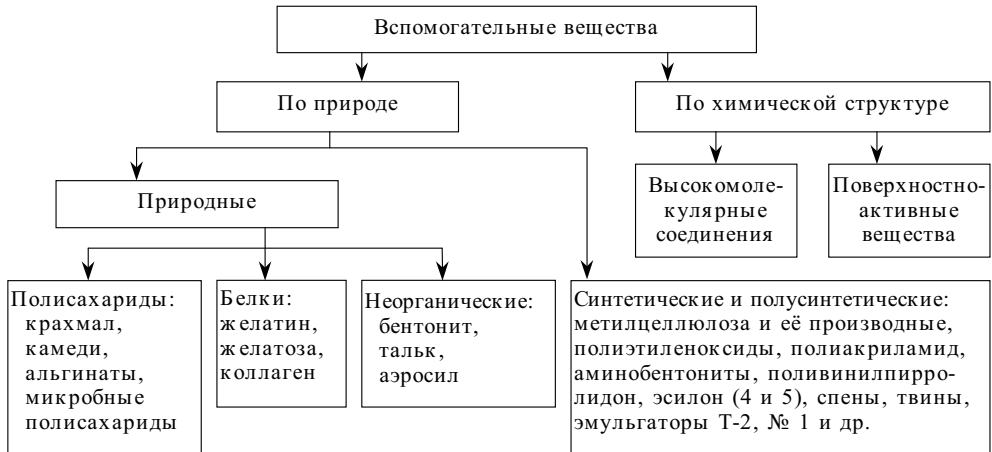 Вспомогательные вещества
По природе
По химической структуре
Природные
Высокомоле-
кулярные
соединения
Поверхностно-
активные
вещества
Полисахариды:
крахмал,
камеди,
альгинаты,
микробные
полисахариды
Белки:
желатин,
желатоза,
коллаген
Неорганические:
бентонит,
тальк,
аэросил
Синтетические и полусинтетические:
метилцеллюлоза и её производные,
полиэтиленоксиды, полиакриламид,
аминобентониты, поливинилпирро-
лидон, эсилон (4 и 5), спены, твины,
эмульгаторы Т-2, № 1 и др.